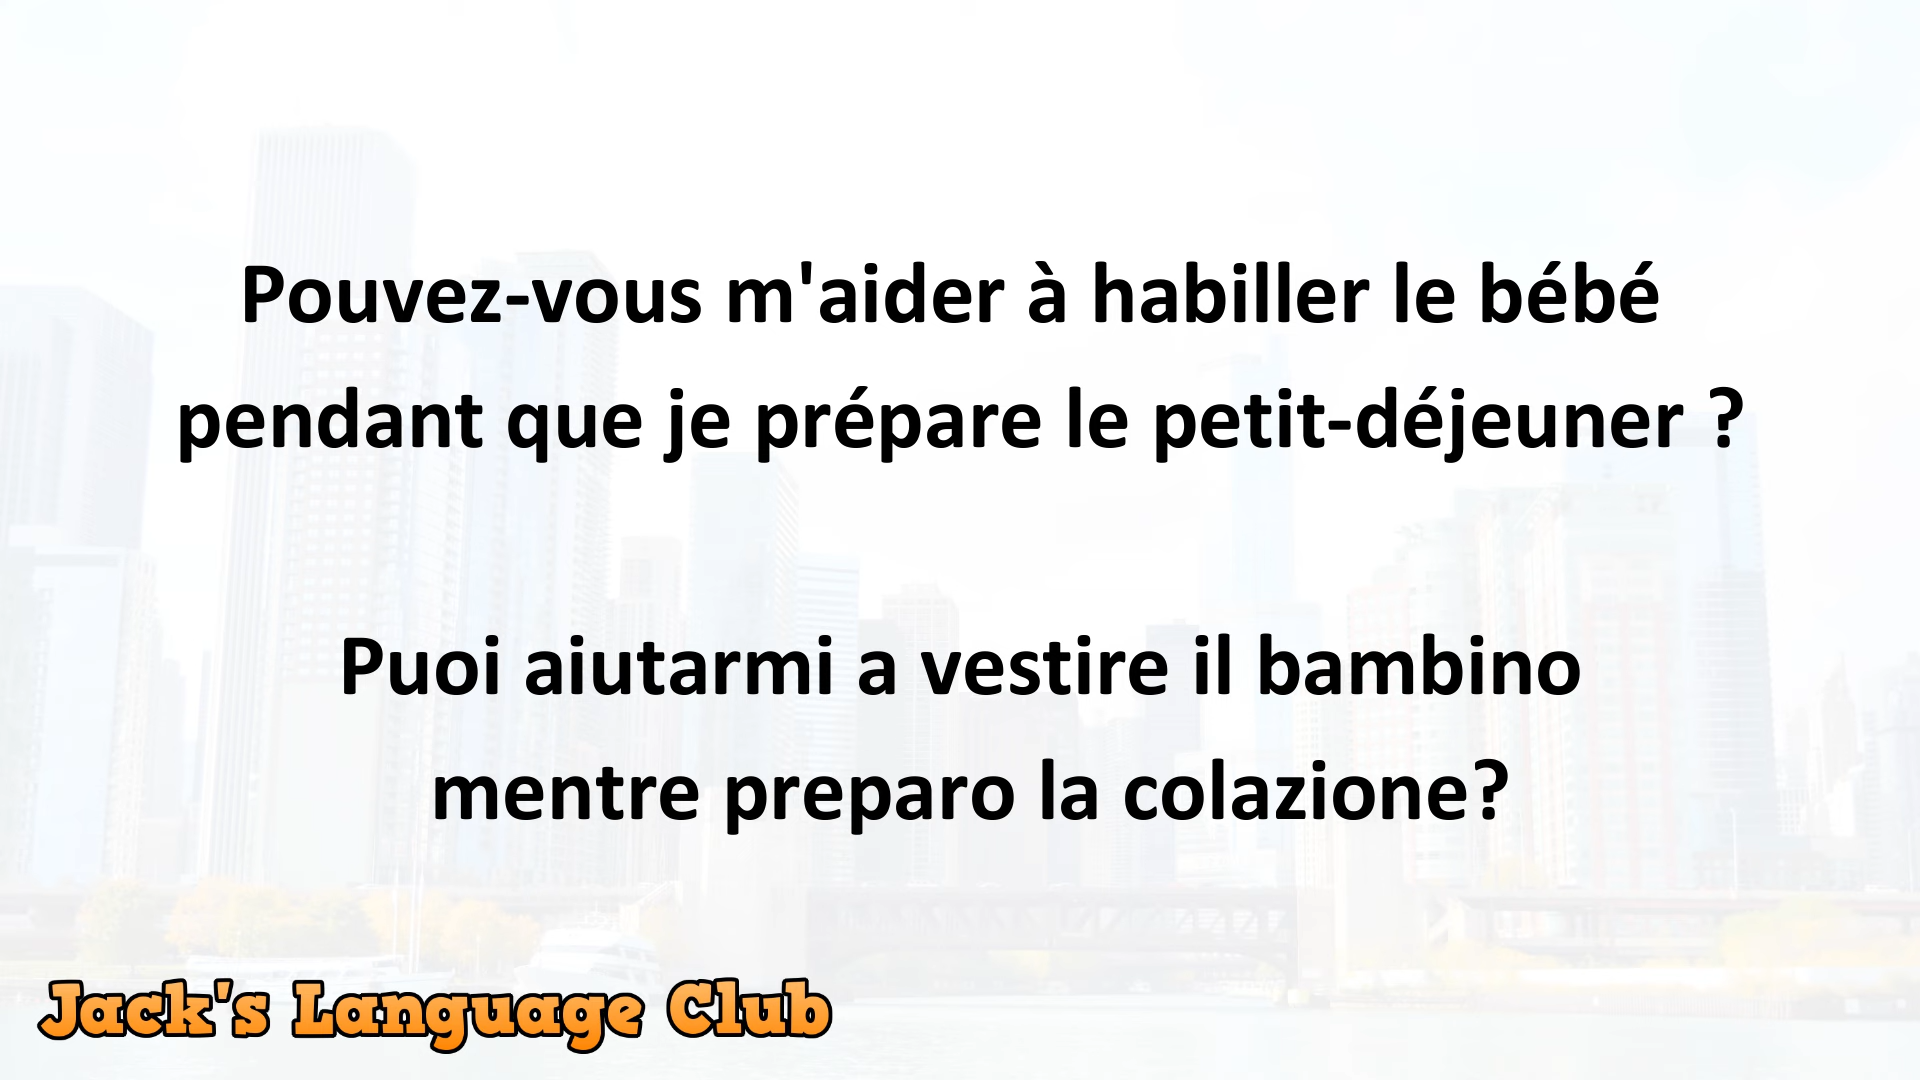 Pouvez-vous m'aider à habiller le bébé
pendant que je prépare le petit-déjeuner ?
Puoi aiutarmi a vestire il bambino
mentre preparo la colazione?
Jack's Language Club